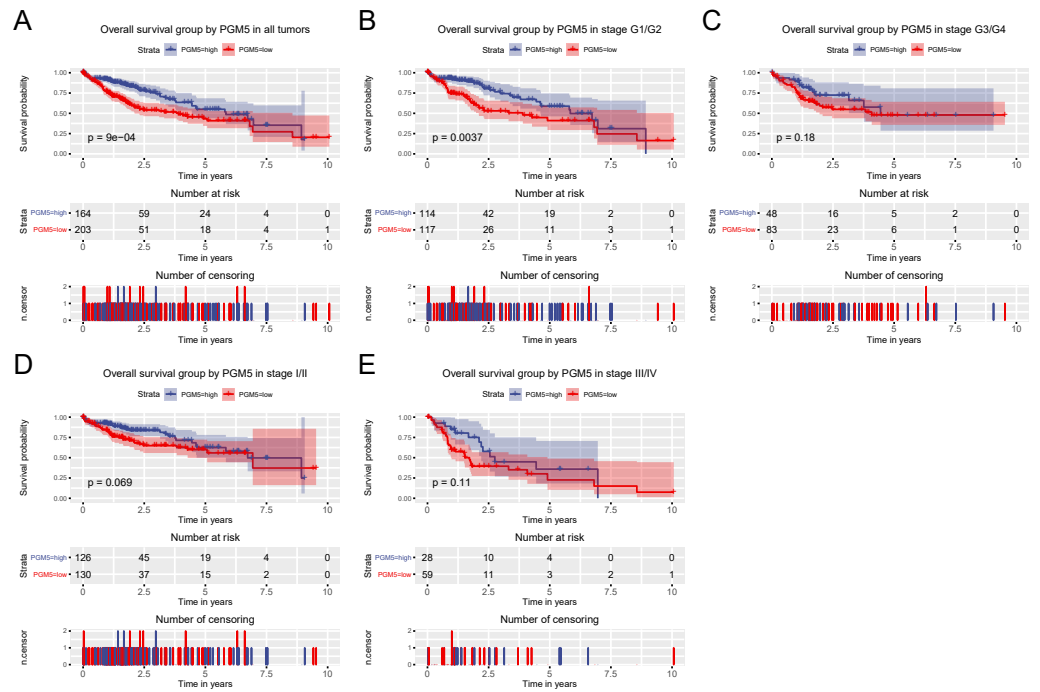 A
Overall survival group by PGM5 in all tumors
Strata PGM5=high PGM5=low
Survival probability
1.00
0.75
0.50
0.25
0.00
p = 9e−04
0 2.5 5 7.5 10
Time in years
Number at risk
Strata
PGM5=high 164 59 24 4 0
PGM5=low 203 51 18 4 1
0 2.5 5 7.5 10
Time in years
Number of censoring
n.censor
2
1
0
0 2.5 5 7.5 10
Time in years
B
Overall survival group by PGM5 in stage G1/G2
Strata PGM5=high PGM5=low
Survival probability
1.00
0.75
0.50
0.25
0.00
p = 0.0037
0 2.5 5 7.5 10
Time in years
Number at risk
Strata
PGM5=high 114 42 19 2 0
PGM5=low 117 26 11 3 1
0 2.5 5 7.5 10
Time in years
Number of censoring
n.censor
2
1
0
0 2.5 5 7.5 10
Time in years
C
Overall survival group by PGM5 in stage G3/G4
Strata PGM5=high PGM5=low
Survival probability
1.00
0.75
0.50
0.25
0.00
p = 0.18
0 2.5 5 7.5 10
Time in years
Number at risk
Strata
PGM5=high 48 16 5 2 0
PGM5=low 83 23 6 1 0
0 2.5 5 7.5 10
Time in years
Number of censoring
n.censor
2
1
0
0 2.5 5 7.5 10
Time in years
D
Overall survival group by PGM5 in stage I/II
Strata PGM5=high PGM5=low
Survival probability
1.00
0.75
0.50
0.25
0.00
p = 0.069
0 2.5 5 7.5 10
Time in years
Number at risk
Strata
PGM5=high 126 45 19 4 0
PGM5=low 130 37 15 2 0
0 2.5 5 7.5 10
Time in years
Number of censoring
n.censor
2
1
0
0 2.5 5 7.5 10
Time in years
E
Overall survival group by PGM5 in stage III/IV
Strata PGM5=high PGM5=low
Survival probability
1.00
0.75
0.50
0.25
0.00
p = 0.11
0 2.5 5 7.5 10
Time in years
Number at risk
Strata
PGM5=high 28 10 4 0 0
PGM5=low 59 11 3 2 1
0 2.5 5 7.5 10
Time in years
Number of censoring
n.censor
2
1
0
0 2.5 5 7.5 10
Time in years